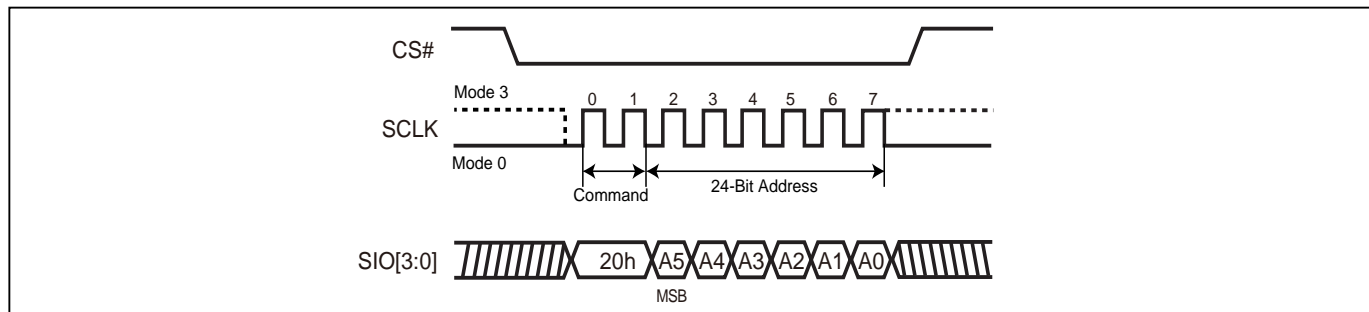 CS#
Mode 3
0 1 2 3 4 5 6 7
SCLK
Mode 0
Command
24-Bit Address
SIO[3:0]
20h A5 A4 A3 A2 A1 A0
MSB